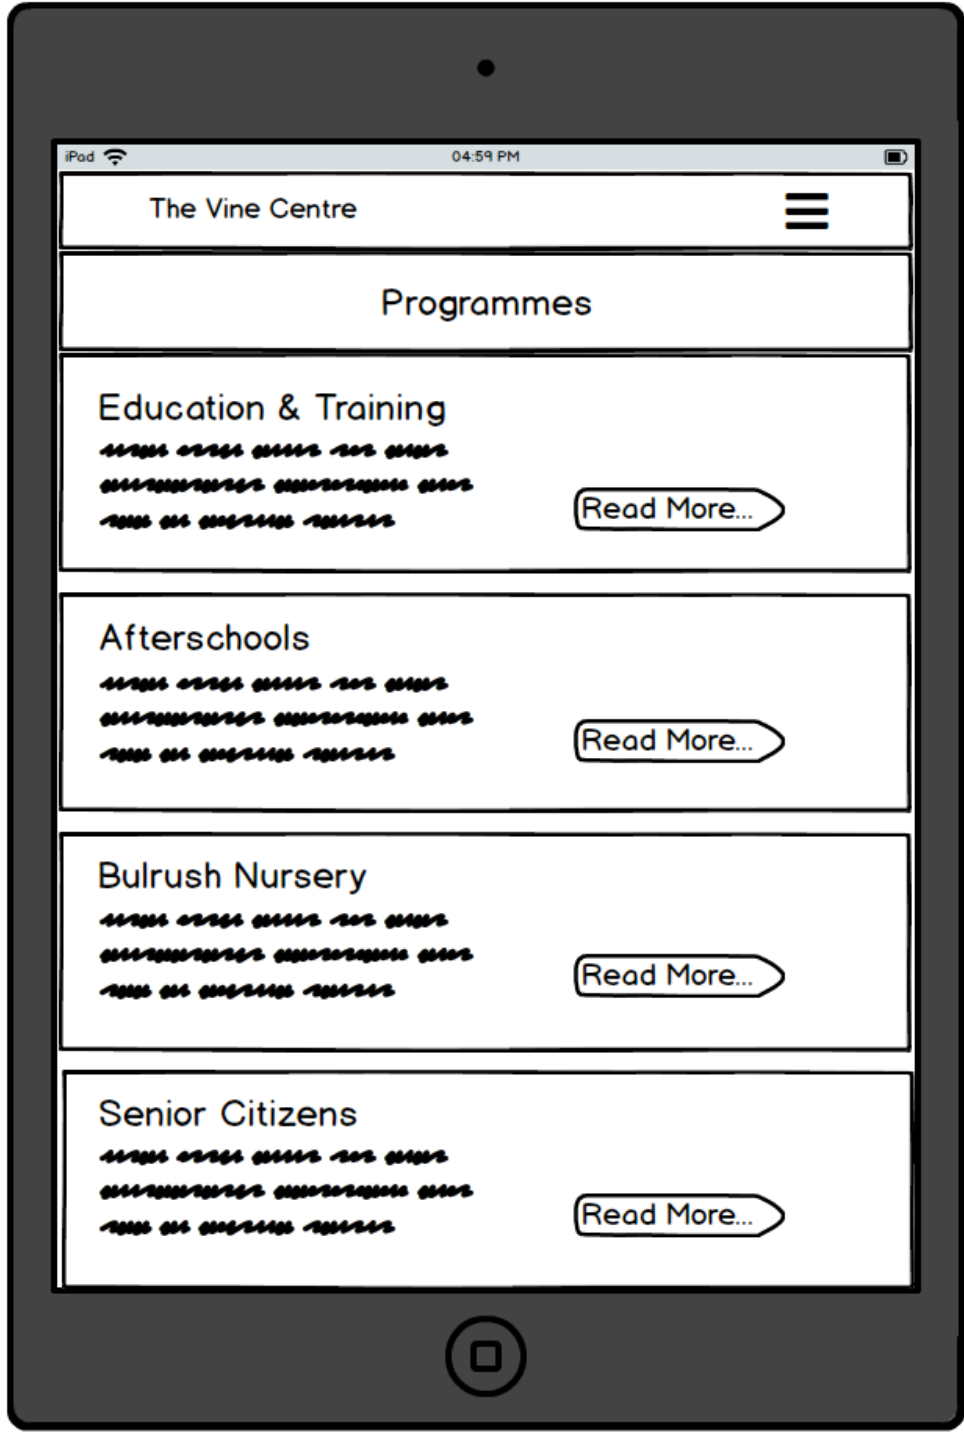 iPad 04:59 PM
The Vine Centre
Programmes
Education & Training
Read More...
Afterschools
Read More...
Bulrush Nursery
Read More...
Senior Citizens
Read More...